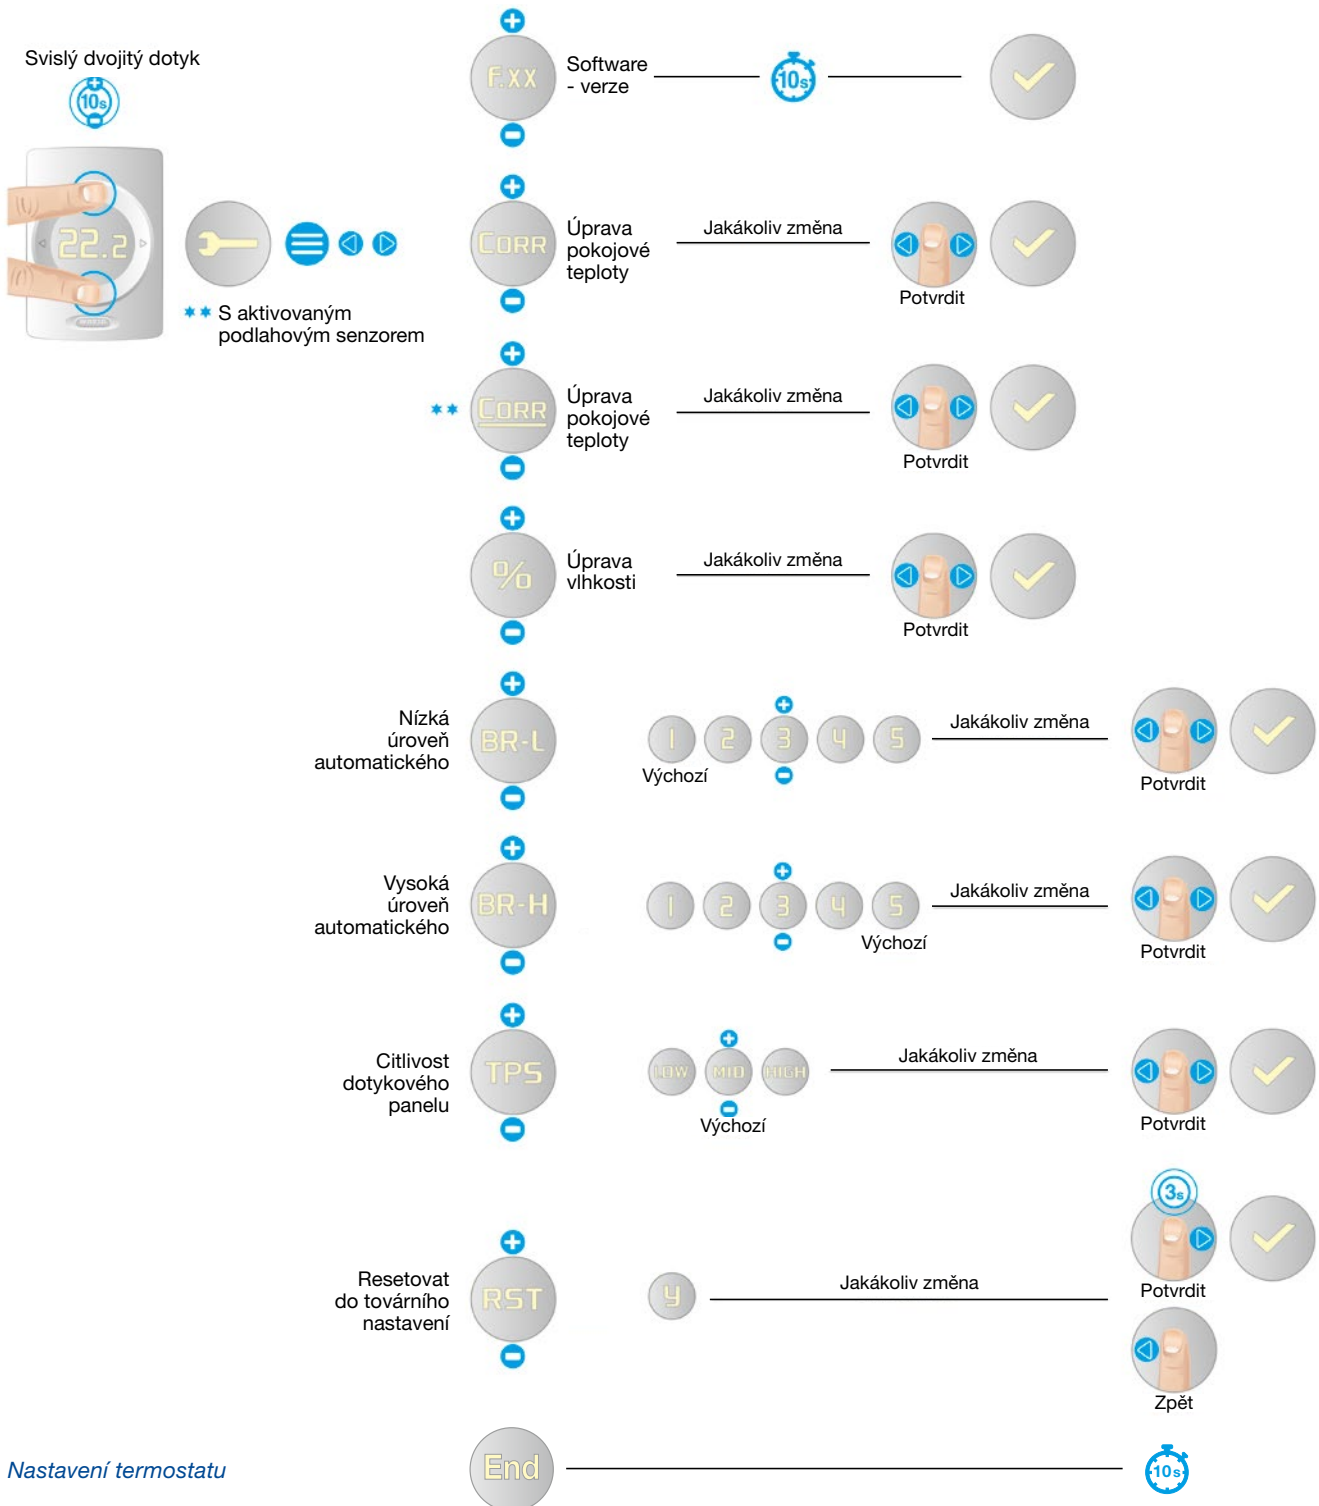 Svislý dvojitý dotyk
10s
22.2
** S aktivovaným
podlahovým senzorem
F.XX
Software
- verze
10s
CORR
Úprava
pokojové
teploty
Jakákoliv změna
Potvrdit
**
CORR
Úprava
pokojové
teploty
Jakákoliv změna
Potvrdit
%
Úprava
vlhkosti
Jakákoliv změna
Potvrdit
Nízká
úroveň
automatického
BR-L
1 2 3 4 5
Výchozí
Jakákoliv změna
Potvrdit
Vysoká
úroveň
automatického
BR-H
1 2 3 4 5
Výchozí
Jakákoliv změna
Potvrdit
Citlivost
dotykového
panelu
TPS
LOW MID HIGH
Výchozí
Jakákoliv změna
Potvrdit
Resetovat
do továrního
nastavení
RST
y
Jakákoliv změna
3s
Potvrdit
Zpět
End
10s
Nastavení termostatu